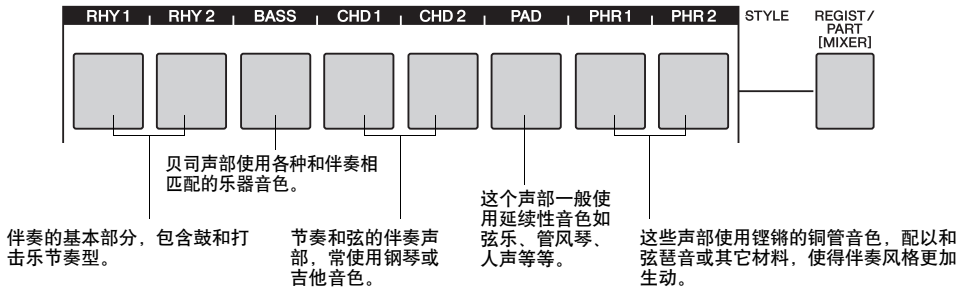 RHY 1 RHY 2 BASS CHD 1 CHD 2 PAD PHR 1 PHR 2 STYLE REGIST/
PART
[MIXER]
贝司声部使用各种和伴奏相
匹配的乐器音色。
伴奏的基本部分，包含鼓和打
击乐节奏型。
节奏和弦的伴奏声
部，常使用钢琴或
吉他音色。
这个声部一般使
用延续性音色如
弦乐、管风琴、
人声等等。
这些声部使用铿锵的铜管音色，配以和
弦琶音或其它材料，使得伴奏风格更加
生动。